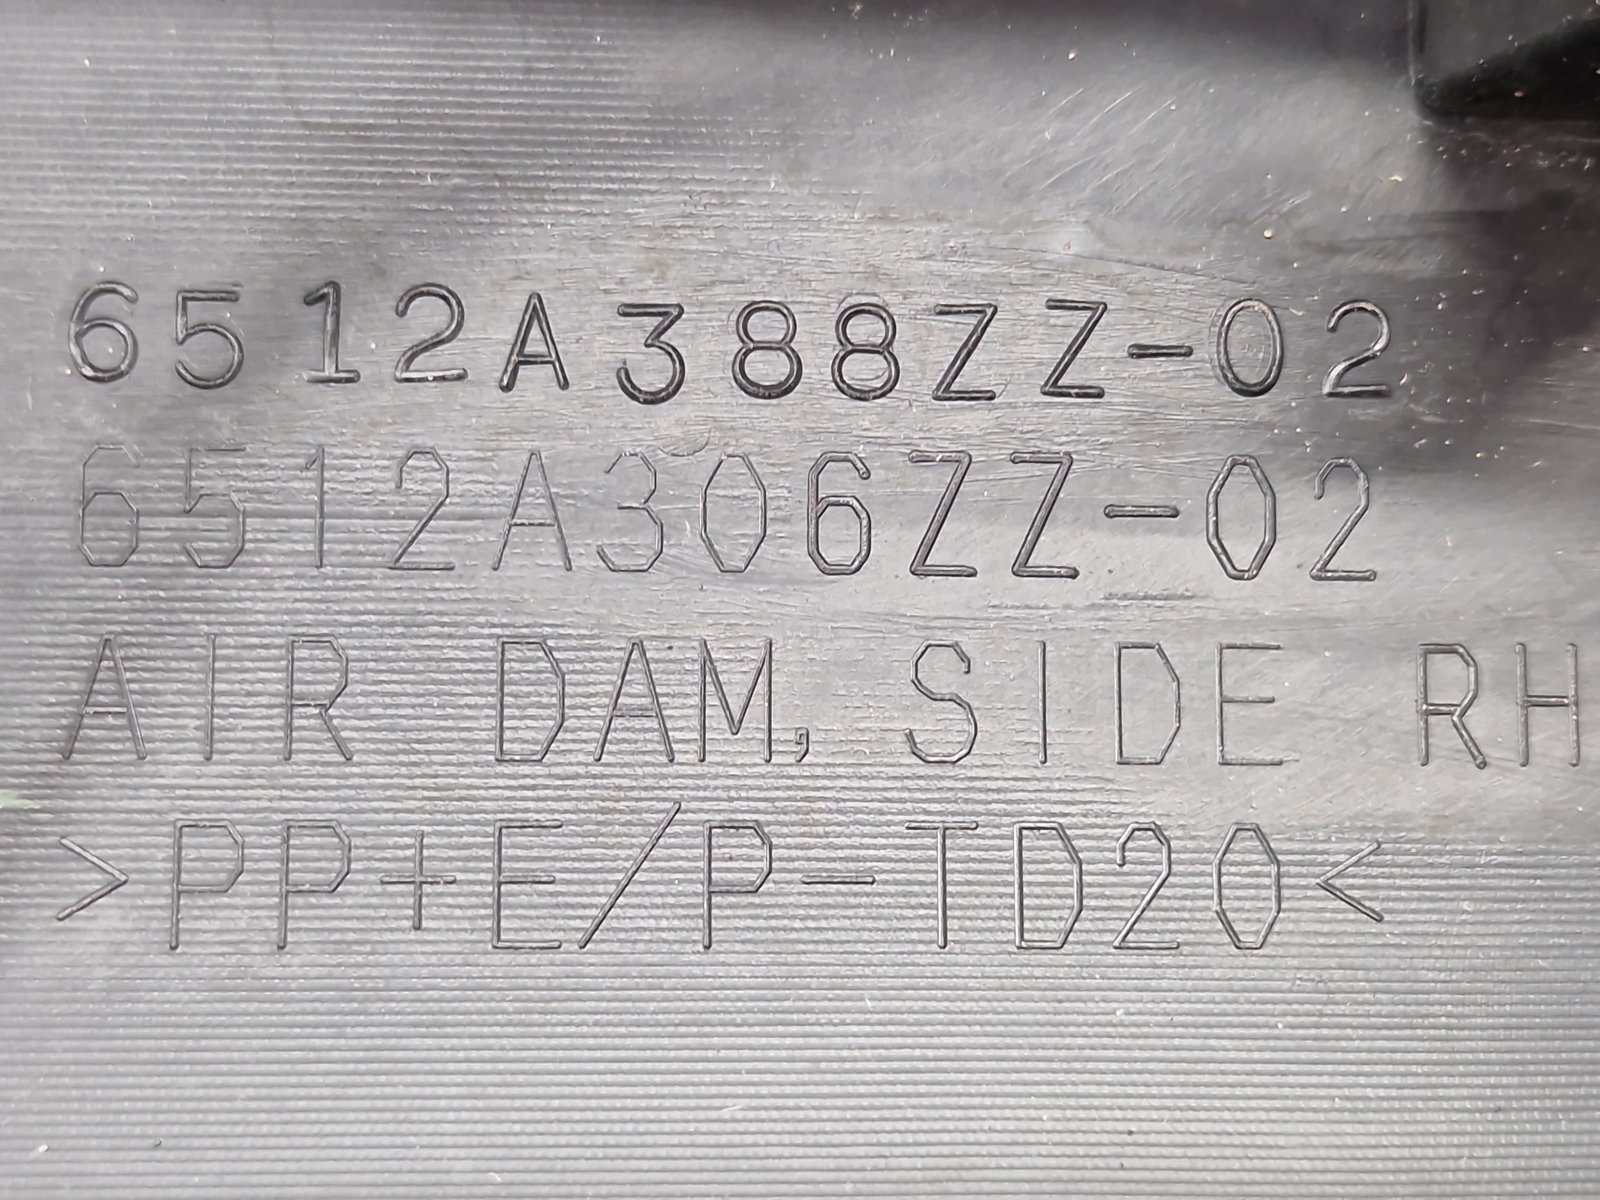 6512A388ZZ-02
6512A306ZZ-02
AIR DAM, SIDE RH
>PP+E/P-TD20<